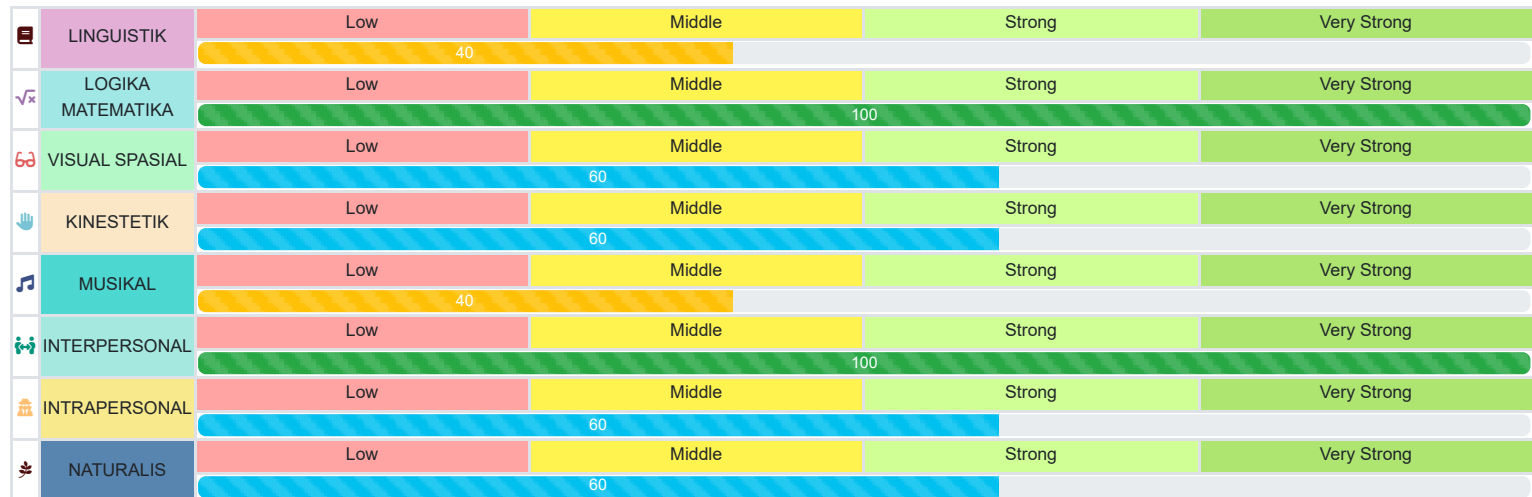 LINGUISTIK
Low Middle Strong Very Strong
40
LOGIKA
MATEMATIKA
Low Middle Strong Very Strong
100
VISUAL SPASIAL
Low Middle Strong Very Strong
60
KINESTETIK
Low Middle Strong Very Strong
60
MUSIKAL
Low Middle Strong Very Strong
40
INTERPERSONAL
Low Middle Strong Very Strong
100
INTRAPERSONAL
Low Middle Strong Very Strong
60
NATURALIS
Low Middle Strong Very Strong
60